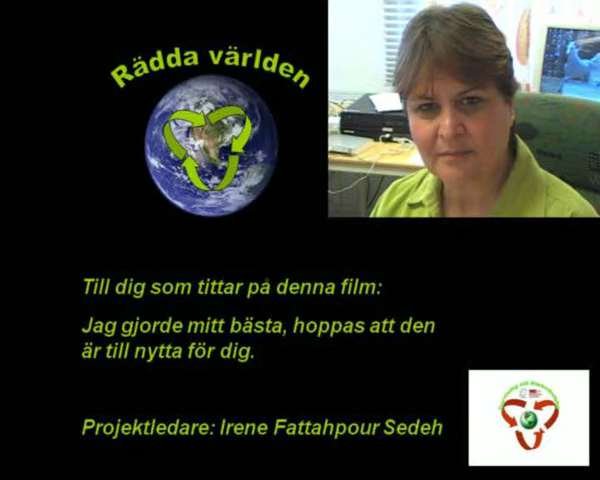 Rädda världen
Till dig som tittar på denna film:
Jag gjorde mitt bästa, hoppas att den
är till nytta för dig.
Projektledare: Irene Fattahpour Sedeh